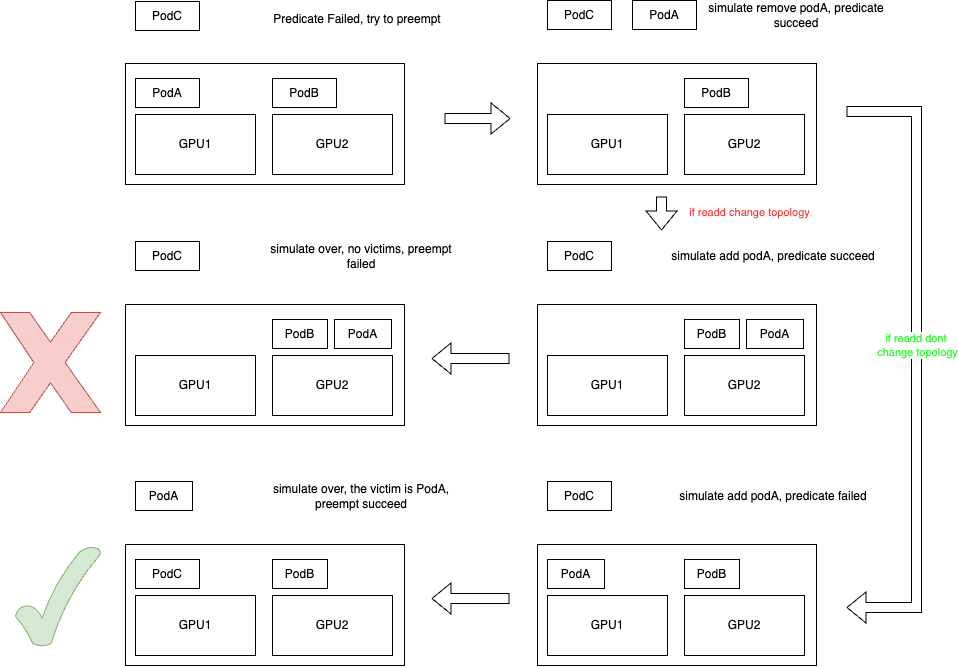 PodC
Predicate Failed, try to preempt
PodA
PodB
GPU1
GPU2
PodC
PodA
simulate remove podA, predicate
succeed
PodB
GPU1
GPU2
if readd change topology
if readd dont
change topology
PodC
simulate over, no victims, preempt
failed
PodB
PodA
GPU1
GPU2
PodC
simulate add podA, predicate succeed
PodB
PodA
GPU1
GPU2
PodA
simulate over, the victim is PodA,
preempt succeed
PodC
PodB
GPU1
GPU2
PodC
simulate add podA, predicate failed
PodA
PodB
GPU1
GPU2